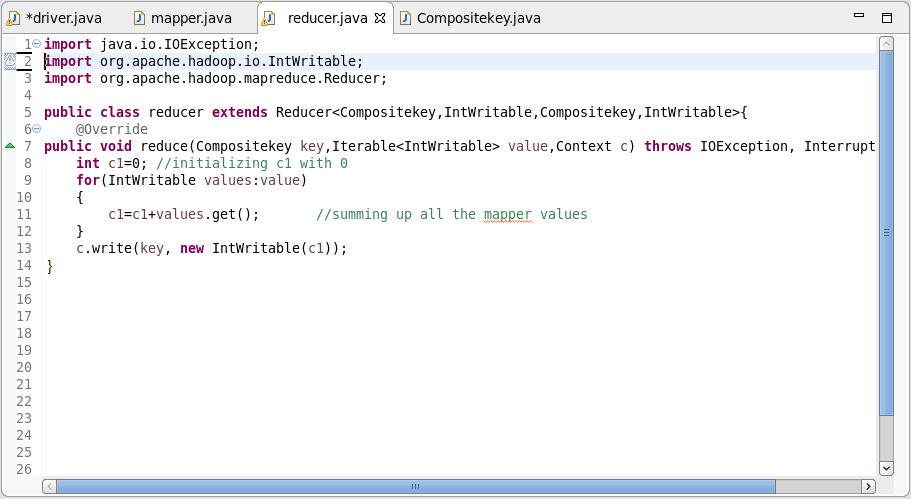 *driver.java mapper.java reducer.java Compositekey.java
1 import java.io.IOException;
2 import org.apache.hadoop.io.IntWritable;
3 import org.apache.hadoop.mapreduce.Reducer;
4
5 public class reducer extends Reducer<Compositekey,IntWritable,Compositekey,IntWritable>{
6 @Override
7 public void reduce(Compositekey key,Iterable<IntWritable> value,Context c) throws IOException, Interrupt
8 int c1=0; //initializing c1 with 0
9 for(IntWritable values:value)
10 {
11 c1=c1+values.get(); //summing up all the mapper values
12 }
13 c.write(key, new IntWritable(c1));
14 }
15
16
17
18
19
20
21
22
23
24
25
26